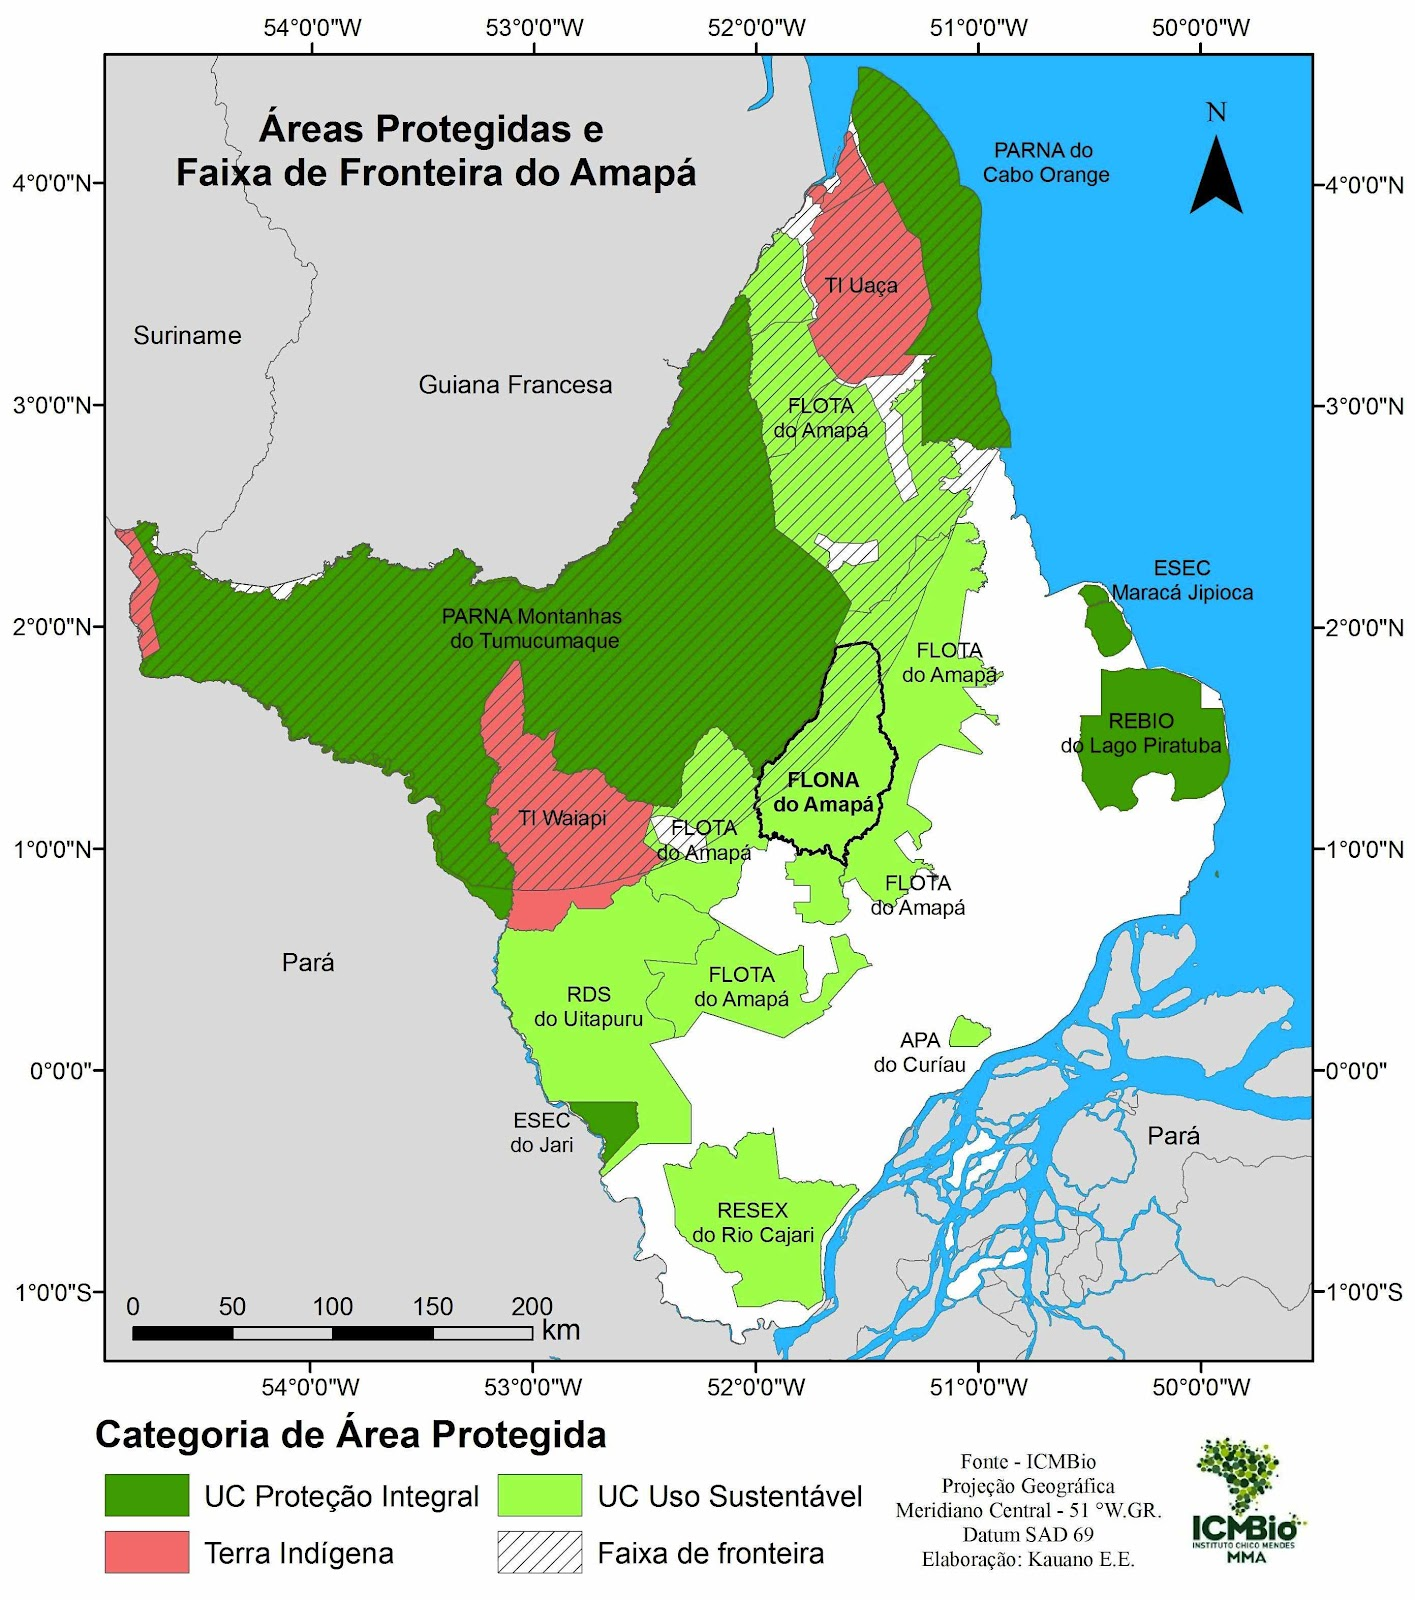 54°0'0"W 53°0'0"W 52°0'0"W 51°0'0"W 50°0'0"W
Áreas Protegidas e
Faixa de Fronteira do Amapá
N
PARNA do
Cabo Orange
4°0'0"N
4°0'0"N
TI Uaça
Suriname
Guiana Francesa
3°0'0"N
3°0'0"N
FLOTA
do Amapá
ESEC
Maracá Jipioca
PARNA Montanhas
do Tumucumaque
2°0'0"N
2°0'0"N
FLOTA
do Amapá
REBIO
do Lago Piratuba
FLONA
do Amapá
TI Waiapi
FLOTA
do Amapá
1°0'0"N
1°0'0"N
FLOTA
do Amapá
Pará
FLOTA
do Amapá
RDS
do Uitapuru
APA
do Curíau
0°0'0"
0°0'0"
ESEC
do Jari
Pará
RESEX
do Rio Cajari
1°0'0"S
1°0'0"S
0 50 100 150 200
km
54°0'0"W 53°0'0"W 52°0'0"W 51°0'0"W 50°0'0"W
Categoria de Área Protegida
UC Proteção Integral
UC Uso Sustentável
Terra Indígena
Faixa de fronteira
Fonte - ICMBio
Projeção Geográfica
Meridiano Central - 51 °W.GR.
Datum SAD 69
Elaboração: Kauano E.E.
ICMBio
INSTITUTO CHICO MENDES
MMA